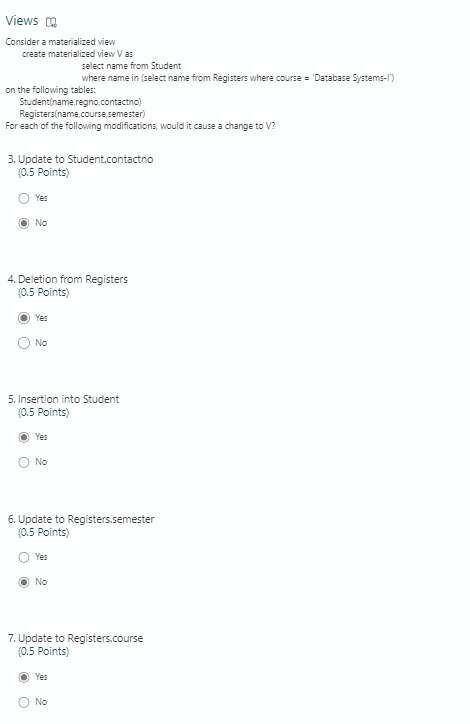 Views
Consider a materialized view
create materialized view V as
select name from Student
where name in (select name from Registers where course = 'Database Systems-I')
on the following tables:
Student(name,regno,contactno)
Registers(name,course,semester)
For each of the following modifications, would it cause a change to V?
3. Update to Student.contactno
(0.5 Points)
Yes
No
4. Deletion from Registers
(0.5 Points)
Yes
No
5. Insertion into Student
(0.5 Points)
Yes
No
6. Update to Registers.semester
(0.5 Points)
Yes
No
7. Update to Registers.course
(0.5 Points)
Yes
No